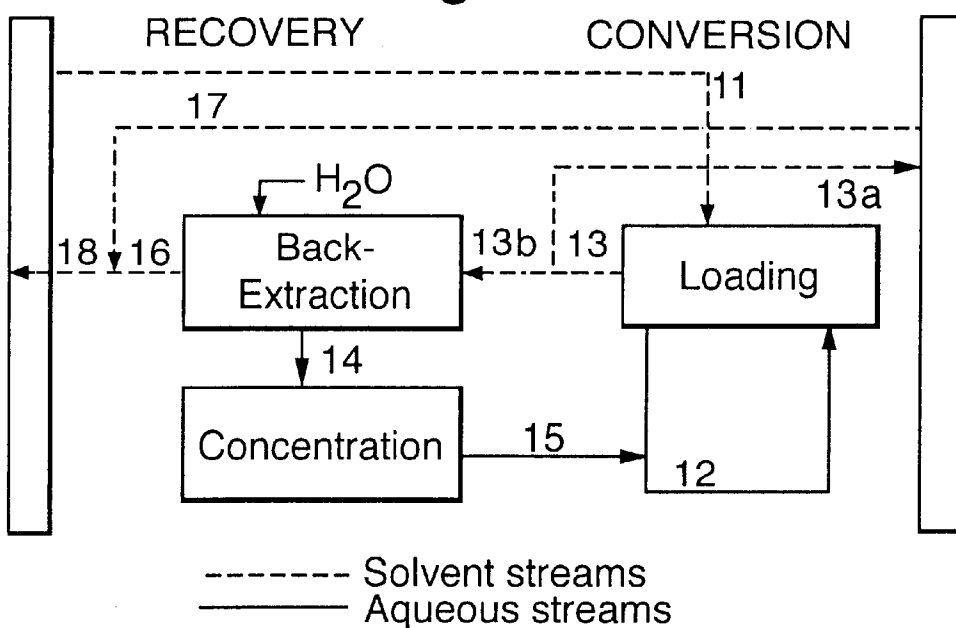 RECOVERY
CONVERSION
11
17
H2O
13a
18
16
Back-
Extraction
13b
13
Loading
14
Concentration
15
12
Solvent streams
Aqueous streams